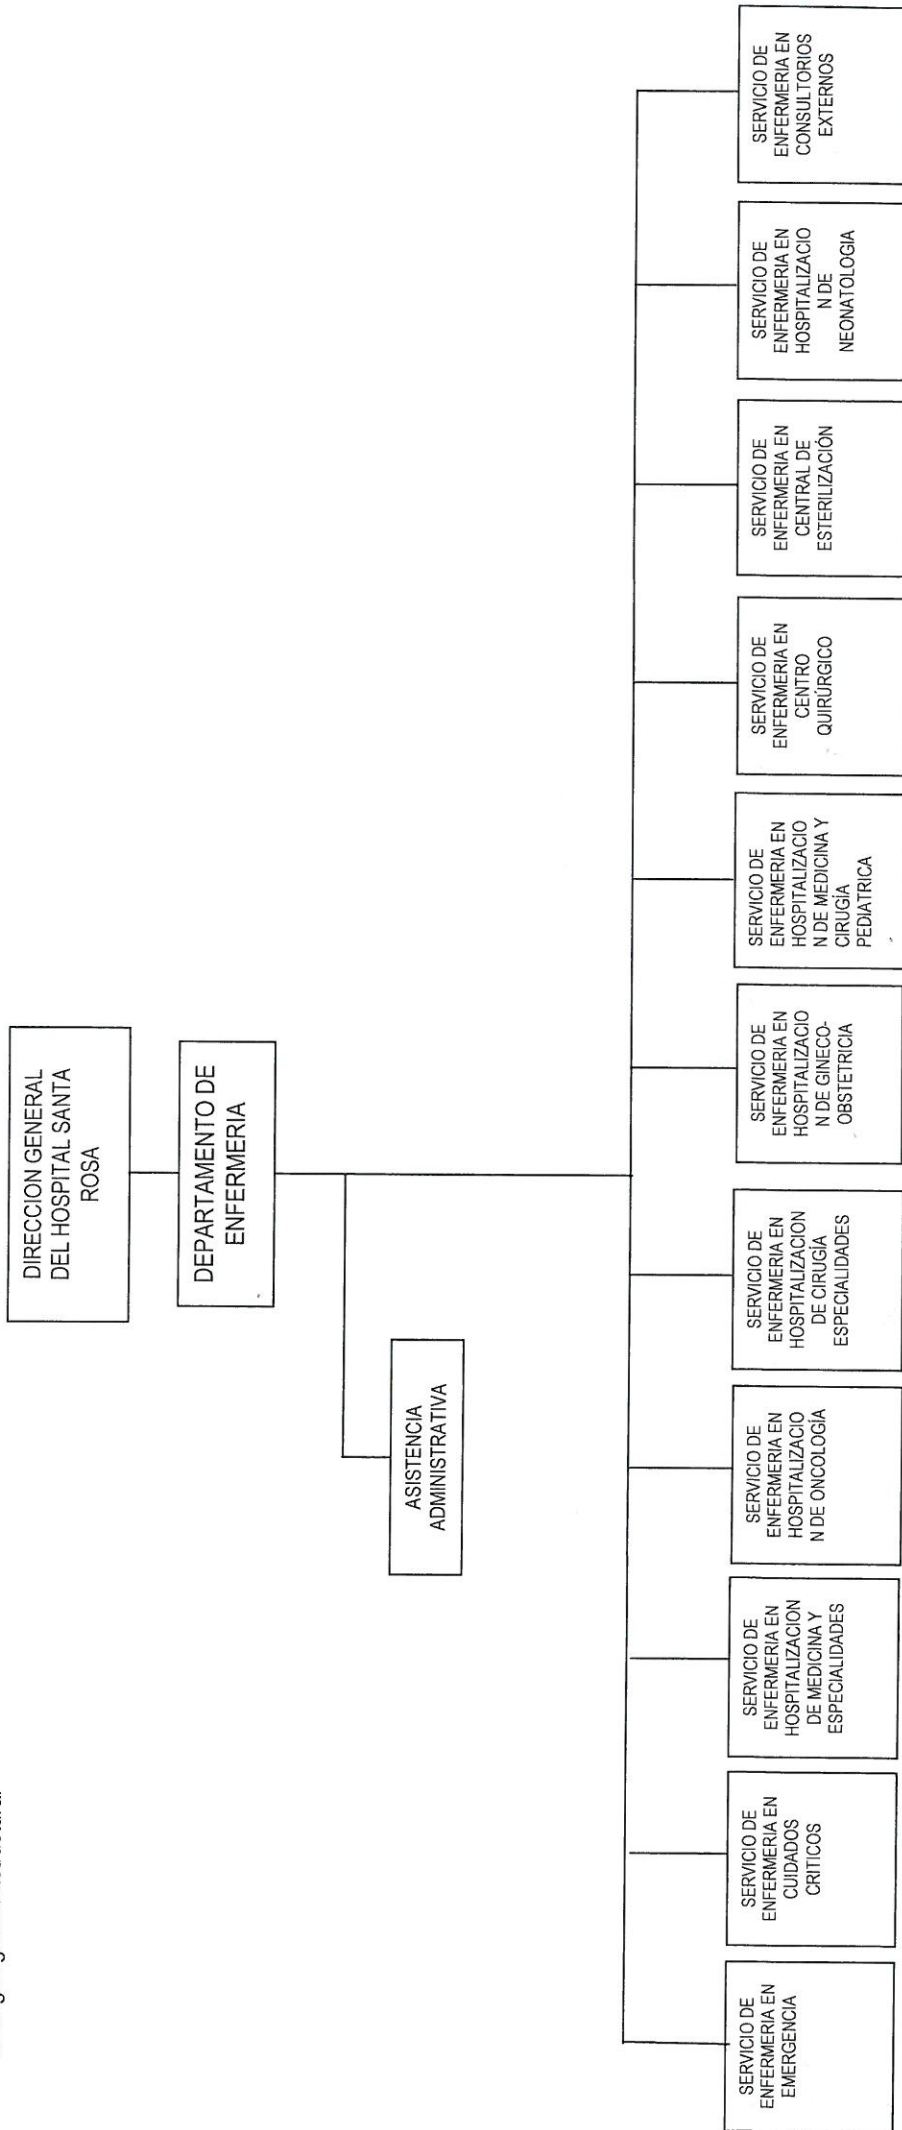 DIRECCION GENERAL
DEL HOSPITAL SANTA
ROSA
DEPARTAMENTO DE
ENFERMERIA
ASISTENCIA
ADMINISTRATIVA
SERVICIO DE
ENFERMERIA EN
EMERGENCIA
SERVICIO DE
ENFERMERIA EN
CUIDADOS
CRITICOS
SERVICIO DE
ENFERMERIA EN
HOSPITALIZACION
DE MEDICINA Y
ESPECIALIDADES
SERVICIO DE
ENFERMERIA EN
HOSPITALIZACIO
N DE ONCOLOGÍA
SERVICIO DE
ENFERMERIA EN
HOSPITALIZACION
DE CIRUGÍA
ESPECIALIDADES
SERVICIO DE
ENFERMERIA EN
HOSPITALIZACIO
N DE GINECO-
OBSTETRICIA
SERVICIO DE
ENFERMERIA EN
HOSPITALIZACIO
N DE MEDICINA Y
CIRUGÍA
PEDIATRICA
SERVICIO DE
ENFERMERIA EN
CENTRO
QUIRÚRGICO
SERVICIO DE
ENFERMERIA EN
CENTRAL DE
ESTERILIZACIÓN
SERVICIO DE
ENFERMERIA EN
HOSPITALIZACIO
N DE
NEONATOLOGIA
SERVICIO DE
ENFERMERIA EN
CONSULTORIOS
EXTERNOS